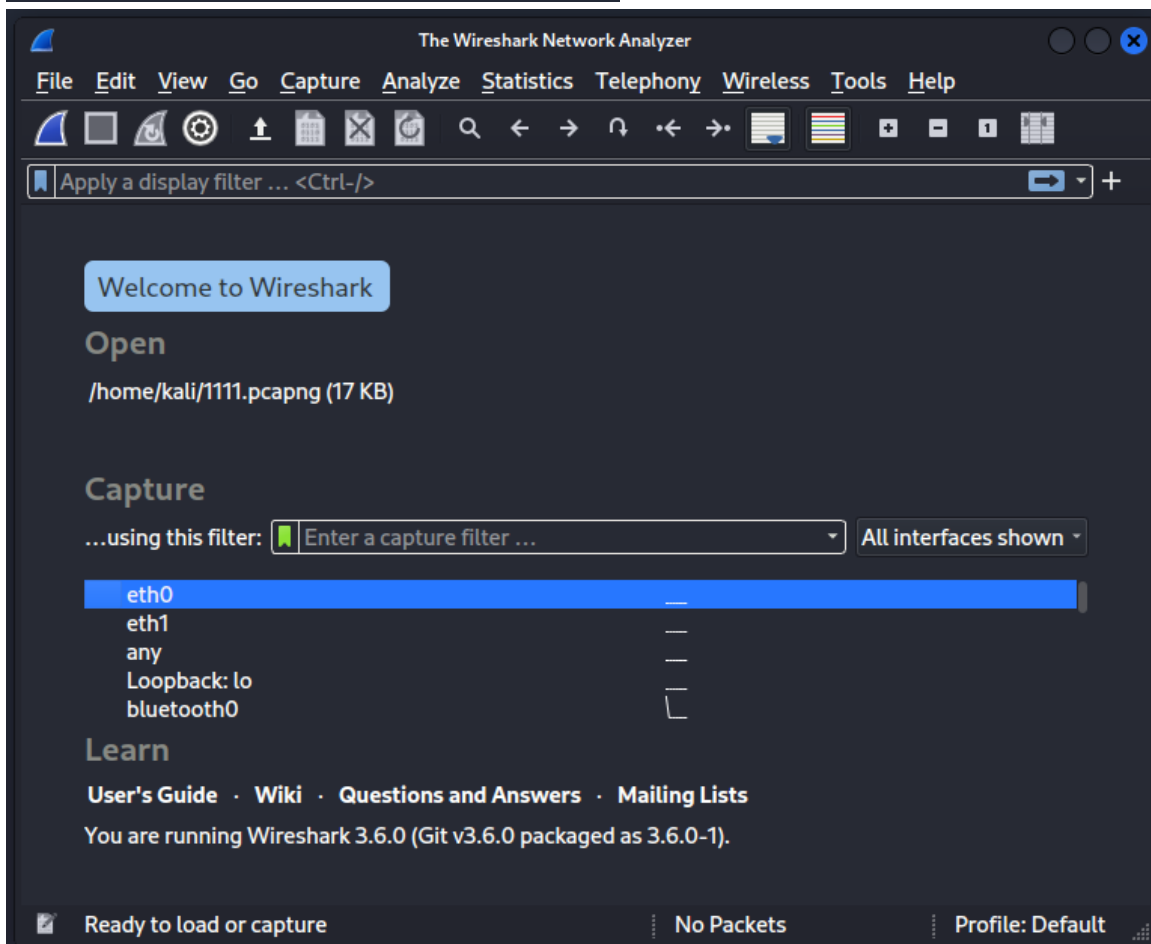 The Wireshark Network Analyzer
File Edit View Go Capture Analyze Statistics Telephony Wireless Tools Help
1
Apply a display filter … <Ctrl-/>
Welcome to Wireshark
Open
/home/kali/1111.pcapng (17 KB)
Capture
…using this filter: Enter a capture filter … All interfaces shown
eth0
eth1
any
Loopback: lo
bluetooth0
Learn
User's Guide · Wiki · Questions and Answers · Mailing Lists
You are running Wireshark 3.6.0 (Git v3.6.0 packaged as 3.6.0-1).
Ready to load or capture No Packets Profile: Default